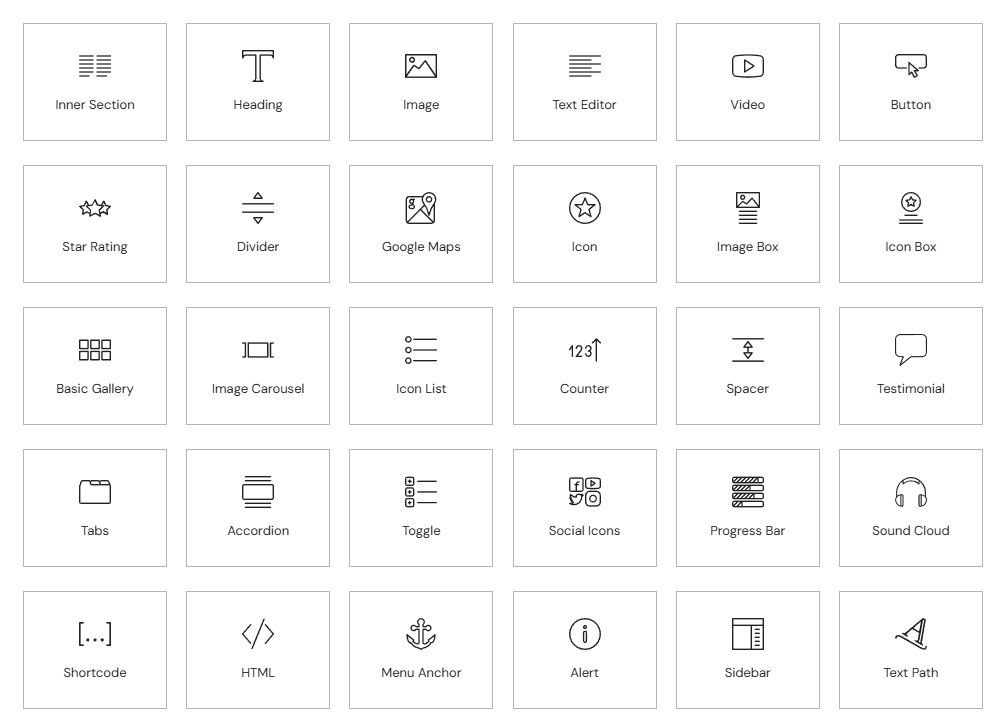 Inner Section
Heading
Image
Text Editor
Video
Button
Star Rating
Divider
Google Maps
Icon
Image Box
Icon Box
Basic Gallery
Image Carousel
Icon List
123
Counter
Spacer
Testimonial
Tabs
Accordion
Toggle
Social Icons
Progress Bar
Sound Cloud
[...]
Shortcode
</>
HTML
Menu Anchor
Alert
Sidebar
A
Text Path